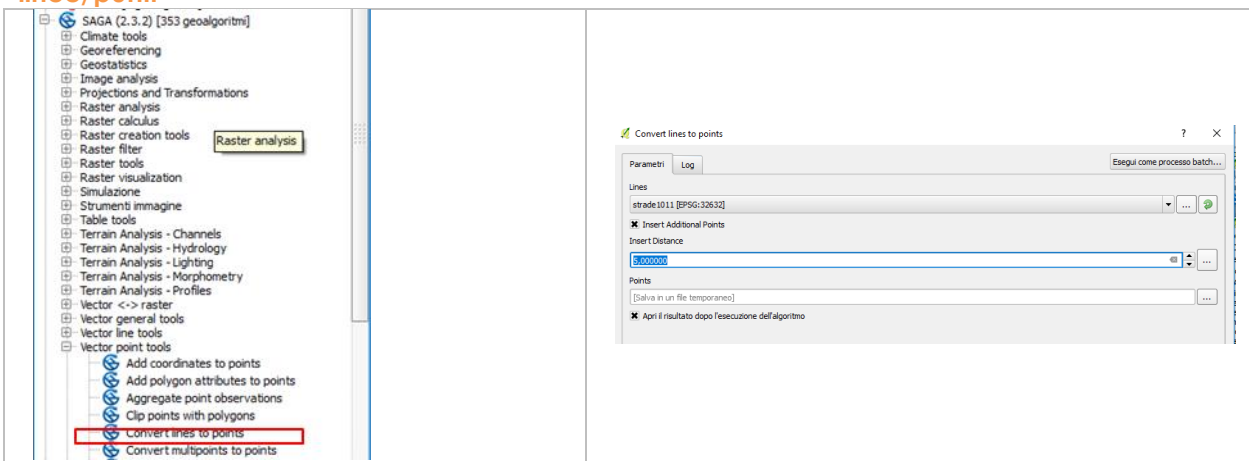 SAGA (2.3.2) [353 geoalgoritmi]
Climate tools
Georeferencing
Geostatistics
Image analysis
Projections and Transformations
Raster analysis
Raster calculus
Raster creation tools
Raster analysis
Raster filter
Raster tools
Raster visualization
Simulazione
Strumenti immagine
Table tools
Terrain Analysis - Channels
Terrain Analysis - Hydrology
Terrain Analysis - Lighting
Terrain Analysis - Morphometry
Terrain Analysis - Profiles
Vector <-> raster
Vector general tools
Vector line tools
Vector point tools
Add coordinates to points
Add polygon attributes to points
Aggregate point observations
Clip points with polygons
Convert lines to points
Convert multipoints to points
Convert lines to points
Parametri
Log
Esegui come processo batch...
Lines
strade1011 [EPSG:32632]
...
Insert Additional Points
Insert Distance
5,000000
...
Points
[Salva in un file temporaneo]
...
Apri il risultato dopo l'esecuzione dell'algoritmo